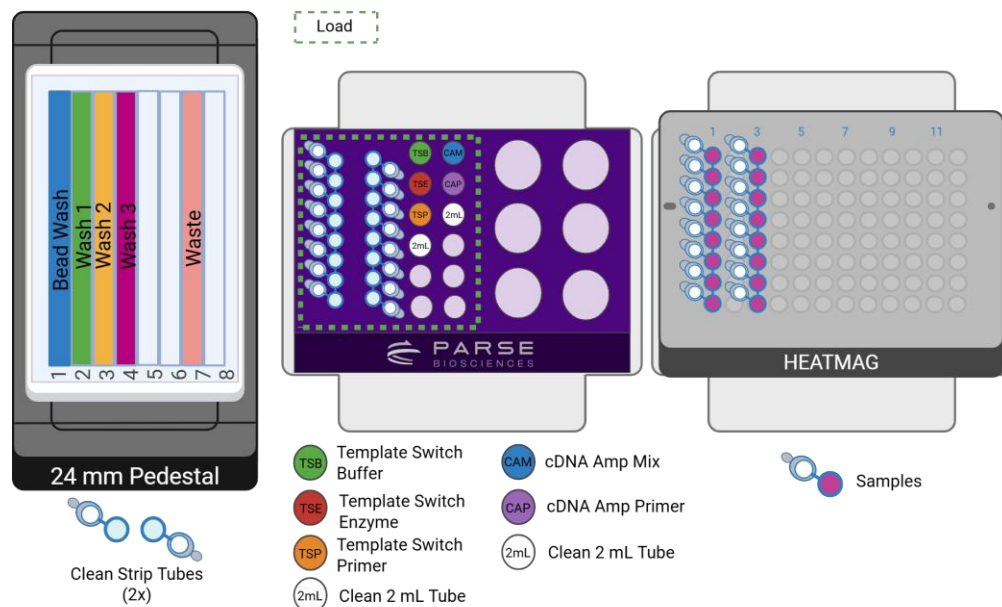 Load
Bead Wash
Wash 1
Wash 2
Wash 3
Waste
1
2
3
4
5
6
7
8
24 mm Pedestal
Clean Strip Tubes
(2x)
TSB
CAM
TSE
CAP
TSP
2mL
2mL
PARSE
BIOSCIENCES
1
3
5
7
9
11
HEATMAG
TSB Template Switch
Buffer
TSE Template Switch
Enzyme
TSP Template Switch
Primer
2mL Clean 2 mL Tube
CAM cDNA Amp Mix
CAP cDNA Amp Primer
2mL Clean 2 mL Tube
Samples